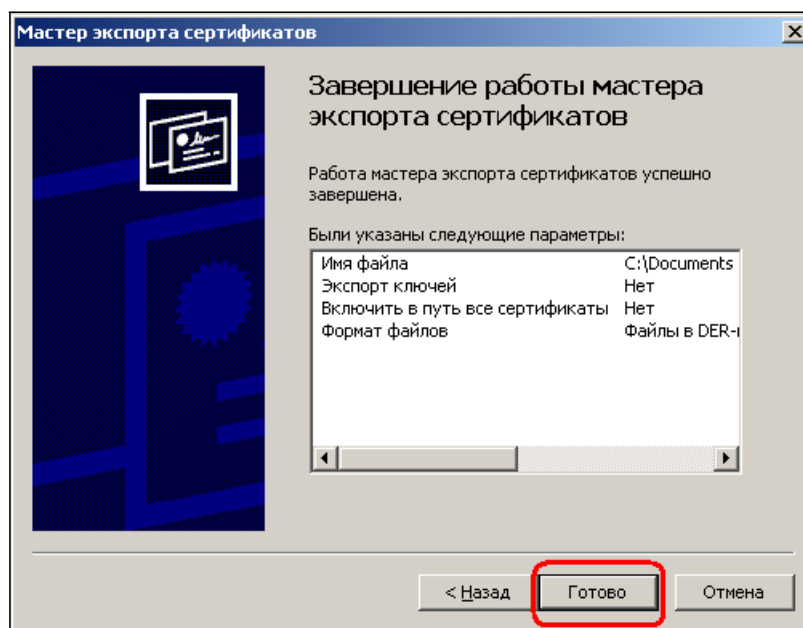 Мастер экспорта сертификатов
Завершение работы мастера
экспорта сертификатов
Работа мастера экспорта сертификатов успешно
завершена.
Были указаны следующие параметры:
Имя файла C:\Documents
Экспорт ключей Нет
Включить в путь все сертификаты Нет
Формат файлов Файлы в DER-
< Назад Готово Отмена